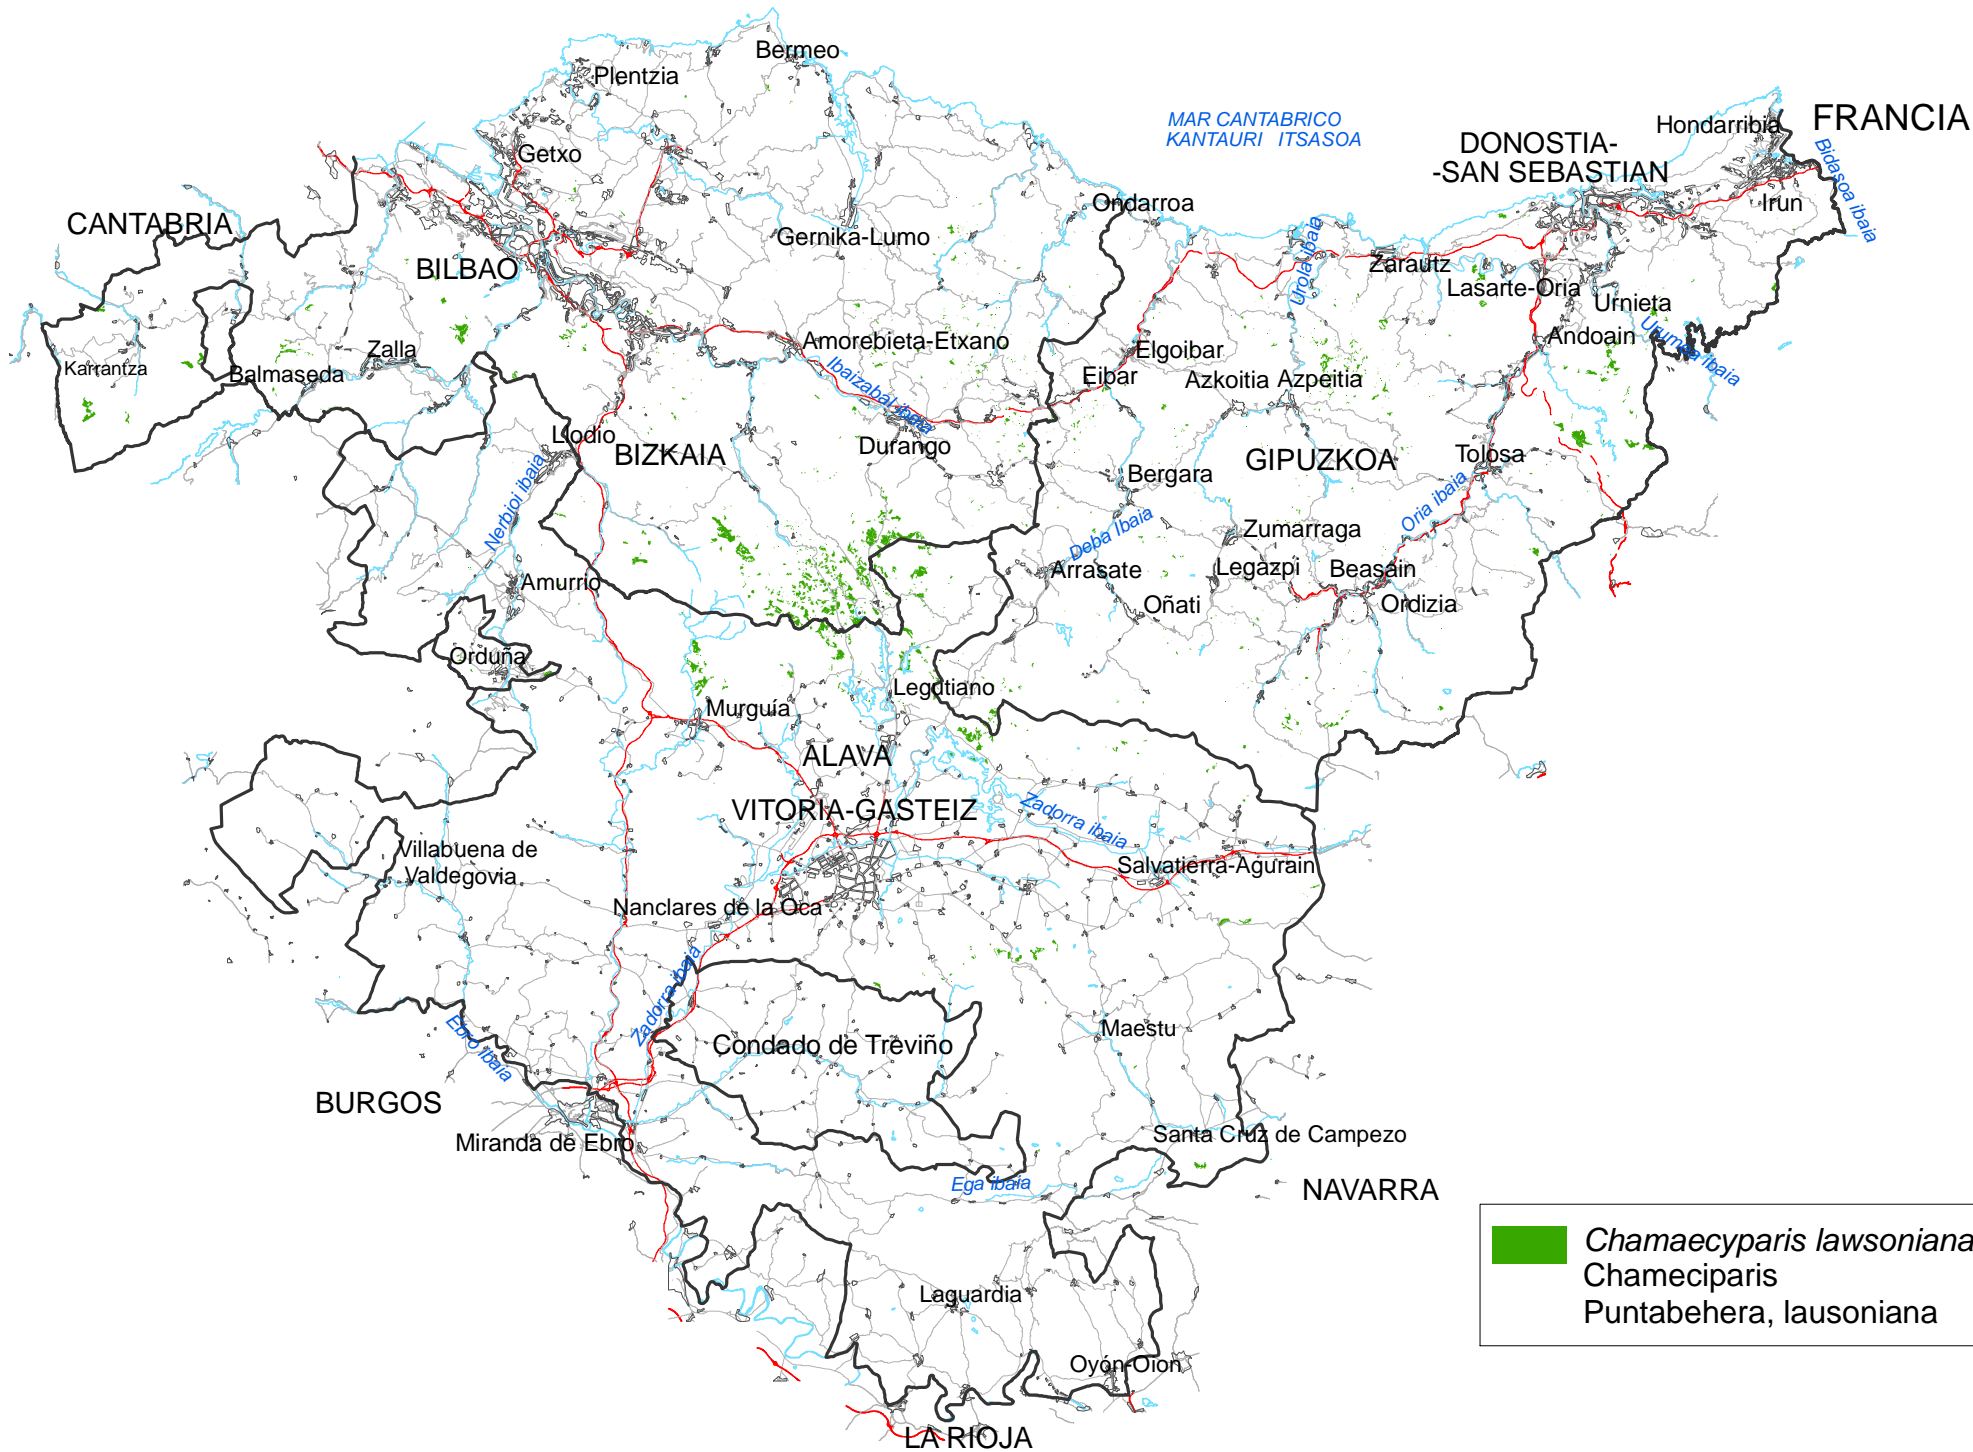 Bermeo
Plentzia
MAR CANTABRICO
KANTAURI ITSASOA
FRANCIA
Hondarribia
DONOSTIA-
-SAN SEBASTIAN
Bidasoa ibaia
Getxo
Irun
CANTABRIA
Ondarroa
Gernika-Lumo
BILBAO
Urola Ibaia
Zarautz
Lasarte-Oria
Urnieta
Urumea ibaia
Andoain
Amorebieta-Etxano
Elgoibar
Zalla
Karrantza
Balmaseda
Ibaizabal ibaia
Eibar
Azkoitia
Azpeitia
Llodio
BIZKAIA
Durango
Tolosa
GIPUZKOA
Bergara
Nerbioi ibaia
Oria ibaia
Deba Ibaia
Zumarraga
Arrasate
Legazpi
Beasain
Amurrio
Oñati
Ordizia
Orduña
Legutiano
Murguía
ALAVA
VITORIA-GASTEIZ
Zadorra ibaia
Villabuena de
Valdegovia
Salvatierra-Agurain
Nanclares de la Oca
Zadorra ibaia
Ebro ibaia
Maestu
Condado de Treviño
BURGOS
Miranda de Ebro
Santa Cruz de Campezo
Ega ibaia
NAVARRA
Chamaecyparis lawsoniana
Chameciparis
Puntabehera, lausoniana
Laguardia
Oyón-Oion
LA RIOJA